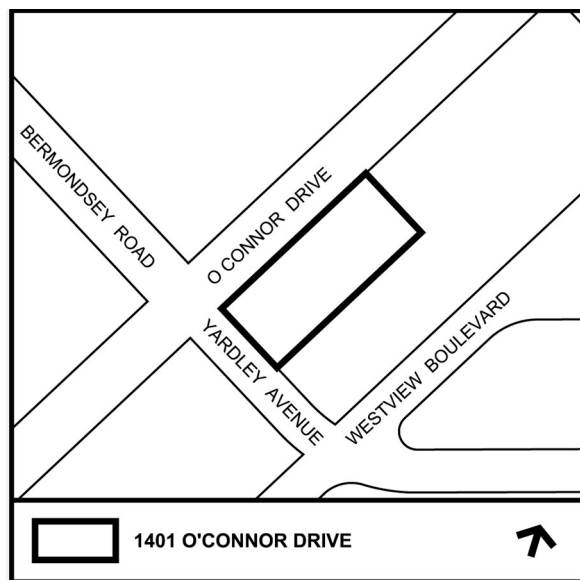 BERMONDSEY ROAD
O CONNOR DRIVE
YARDLEY AVENUE
WESTVIEW BOULEVARD
1401 O'CONNOR DRIVE